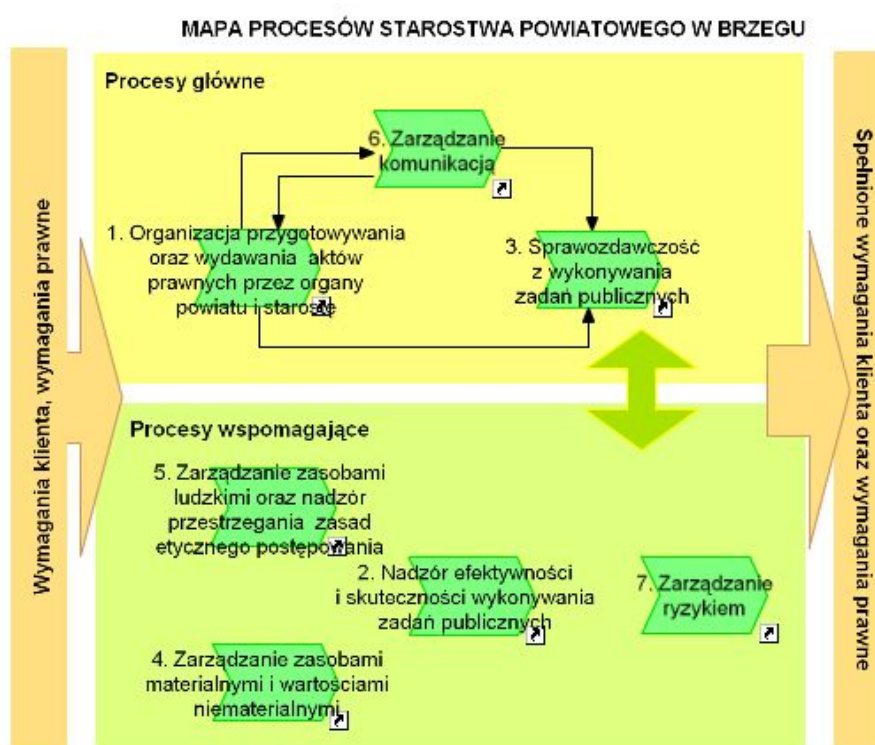 MAPA PROCESÓW STAROSTWA POWIATOWEGO W BRZEGU
Wymagania klienta, wymagania prawne
Procesy główne
6. Zarządzanie
komunikacją
1. Organizacja przygotowywania
oraz wydawania aktów
prawnych przez organy
powiatu i starostę
3. Sprawozdawczość
z wykonywania
zadań publicznych
Procesy wspomagające
5. Zarządzanie zasobami
ludzkimi oraz nadzór
przestrzegania zasad
etycznego postępowania
2. Nadzór efektywności
i skuteczności wykonywania
zadań publicznych
7. Zarządzanie
ryzykiem
4. Zarządzanie zasobami
materialnymi i wartościami
niematerialnymi
Spełnione wymagania klienta oraz wymagania prawne